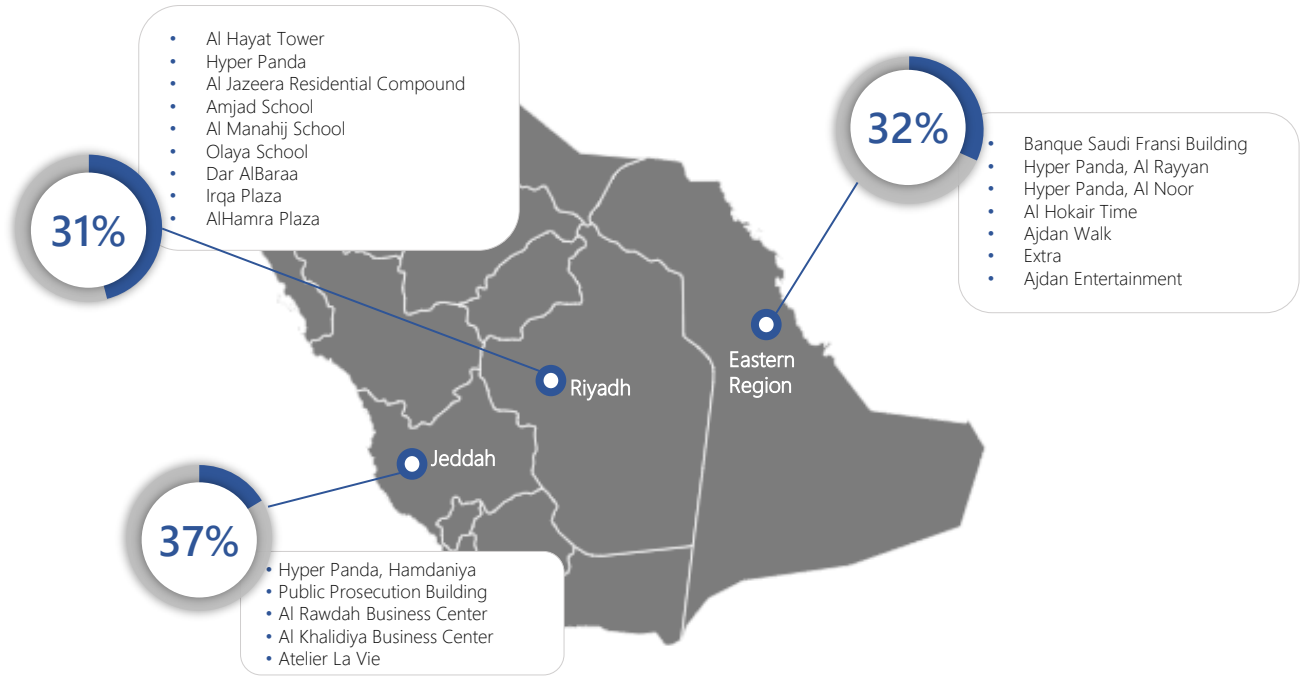 • Al Hayat Tower
• Hyper Panda
• Al Jazeera Residential Compound
• Amjad School
• Al Manahij School
• Olaya School
• Dar AlBaraa
• Irqa Plaza
• AlHamra Plaza
31%
32%
• Banque Saudi Fransi Building
• Hyper Panda, Al Rayyan
• Hyper Panda, Al Noor
• Al Hokair Time
• Ajdan Walk
• Extra
• Ajdan Entertainment
Eastern
Region
Riyadh
Jeddah
37%
• Hyper Panda, Hamdaniya
• Public Prosecution Building
• Al Rawdah Business Center
• Al Khalidiya Business Center
• Atelier La Vie